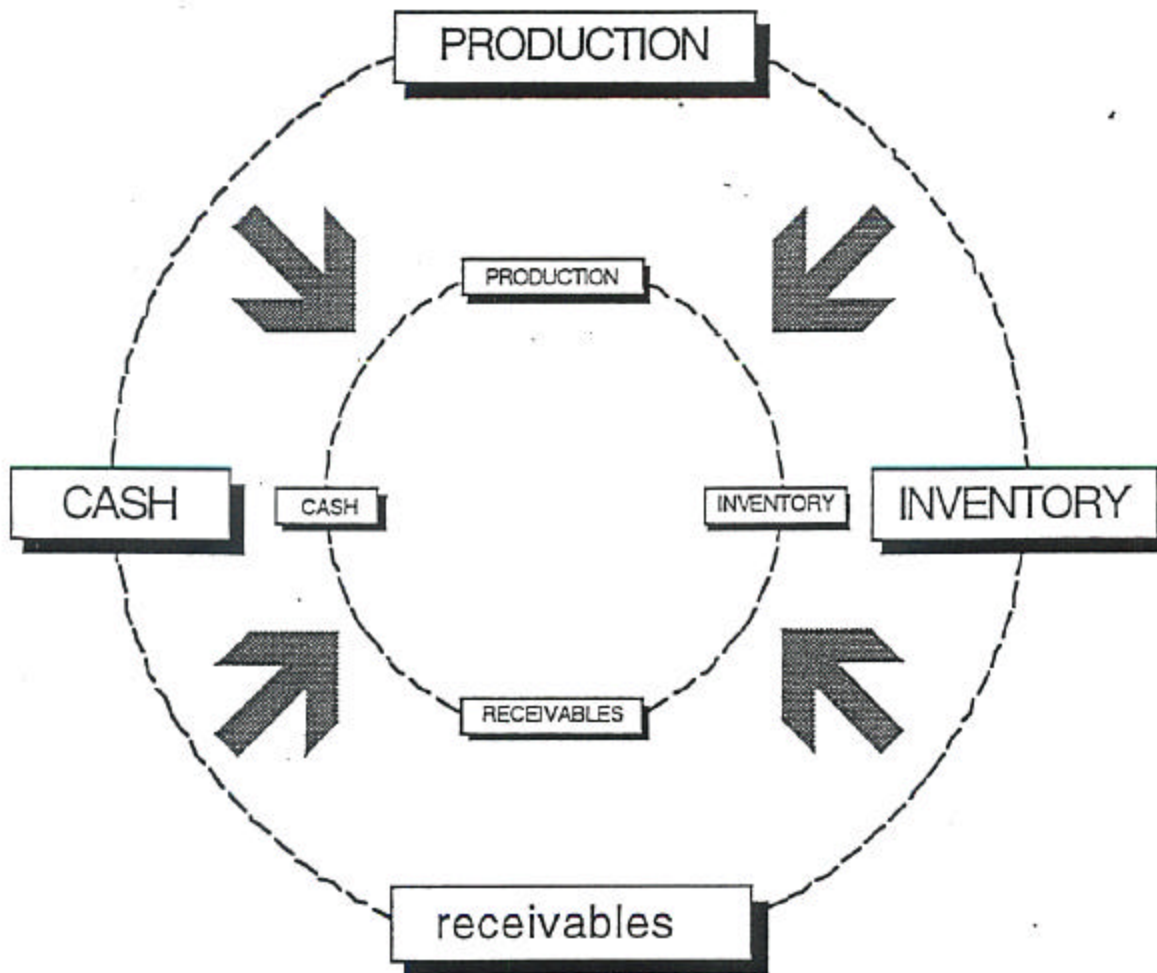 PRODUCTION
PRODUCTION
CASH
CASH
INVENTORY
INVENTORY
RECEIVABLES
receivables